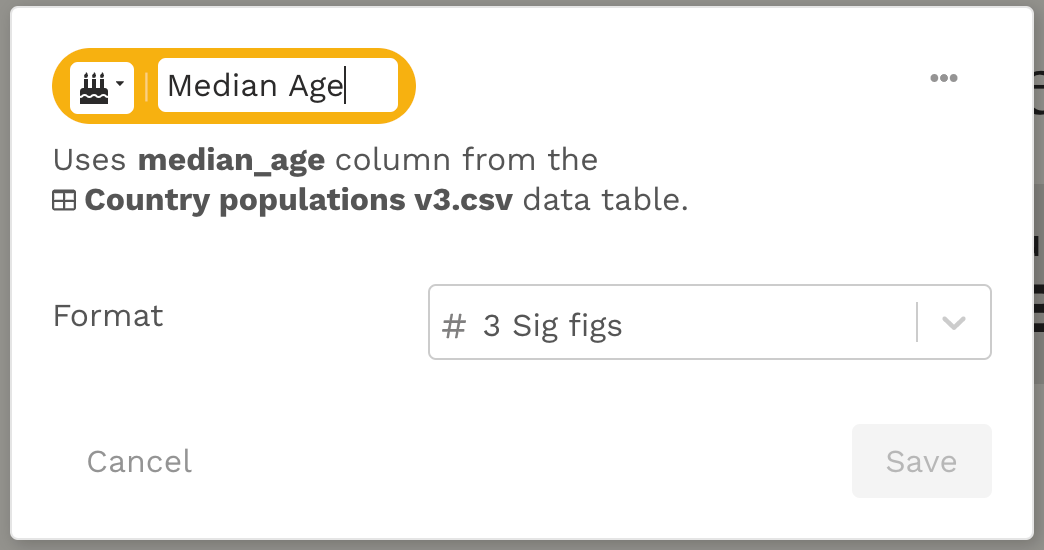 Median Age
Uses median_age column from the
Country populations v3.csv data table.
Format
# 3 Sig figs
Cancel
Save